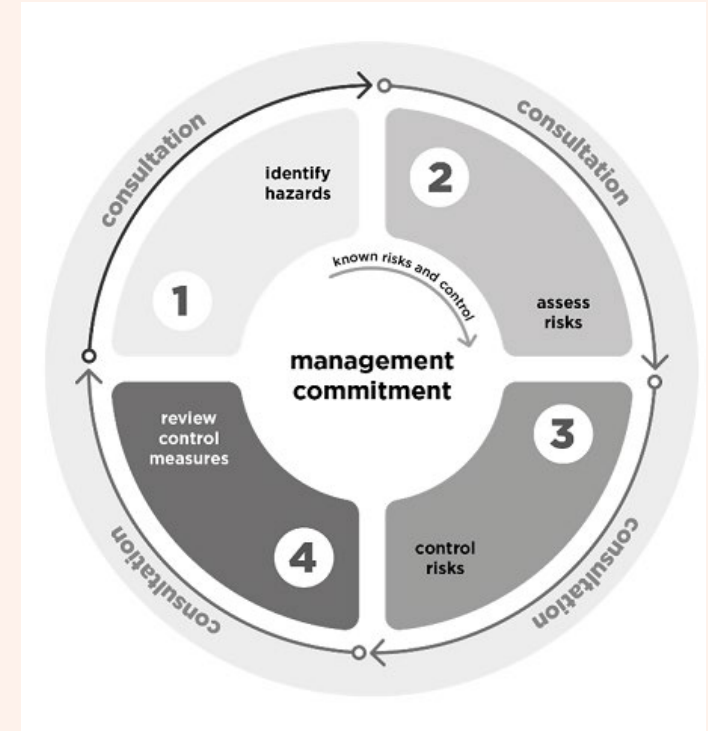 consultation
consultation
identify
hazards
1
2
assess
risks
known risks and control
management
commitment
3
control
risks
review
control
measures
4
consultation
consultation